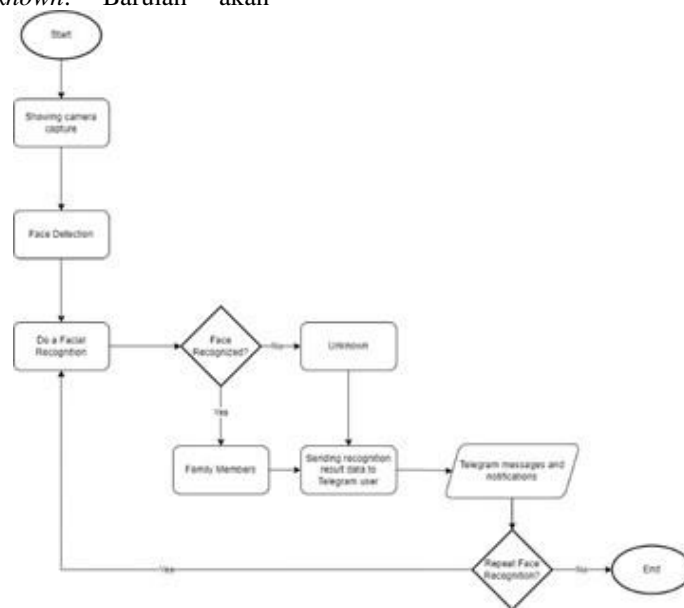 known. Barulah akan
Start
Showing camera
capture
Face Detection
Do a Facial
Recognition
Face
Recognized?
No
Unknown
Yes
Family Members
Sending recognition
result data to
Telegram user
Telegram messages and
notifications
Repeat Face
Recognition?
Yes
No
End